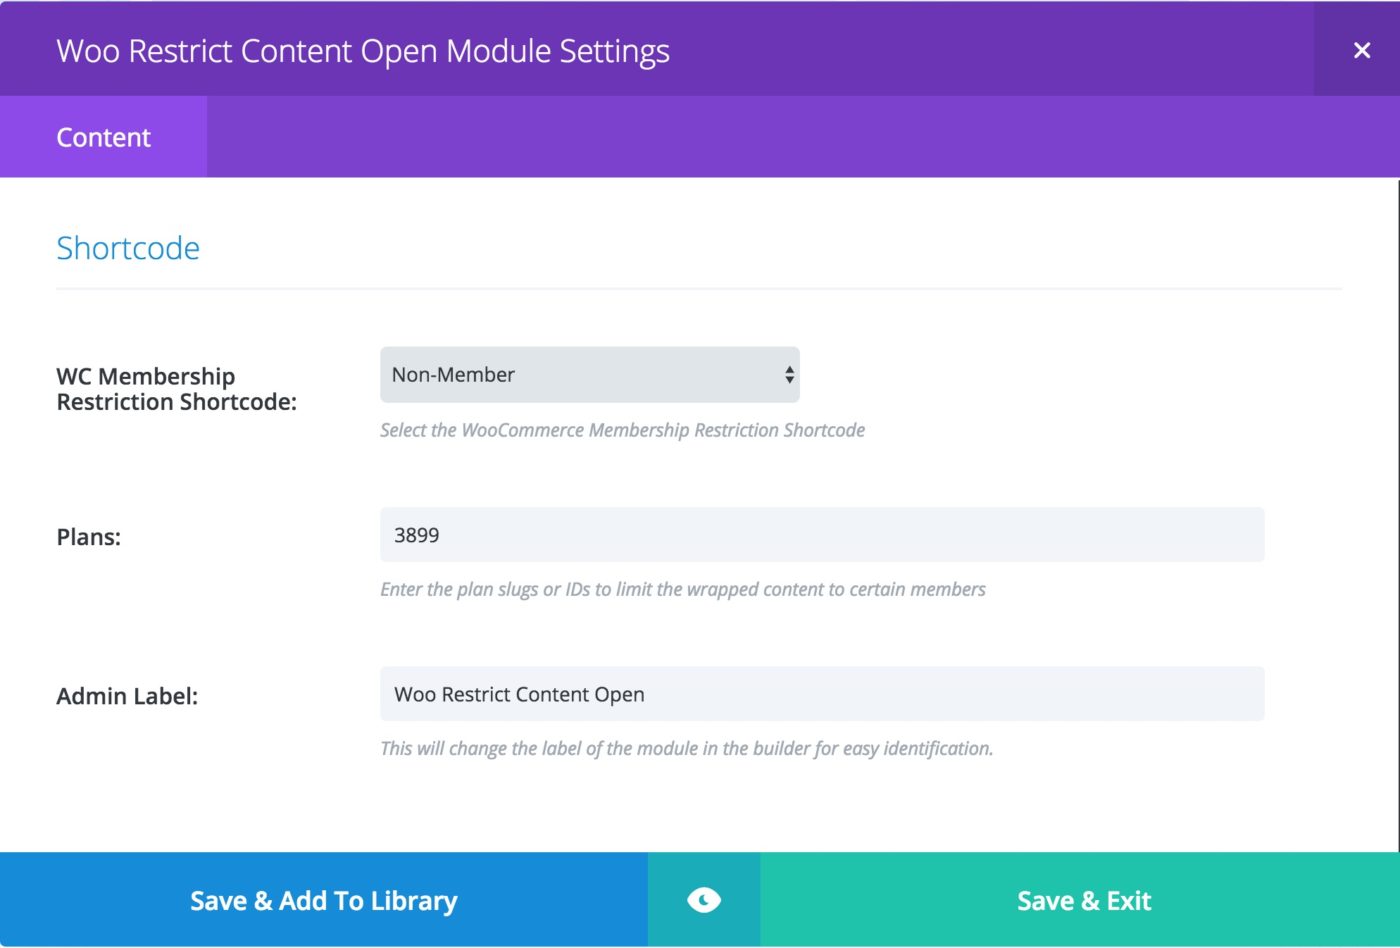 Woo Restrict Content Open Module Settings
Content
Shortcode
WC Membership
Restriction Shortcode:
Non-Member
Select the WooCommerce Membership Restriction Shortcode
Plans:
3899
Enter the plan slugs or IDs to limit the wrapped content to certain members
Admin Label:
Woo Restrict Content Open
This will change the label of the module in the builder for easy identification.
Save & Add To Library
Save & Exit